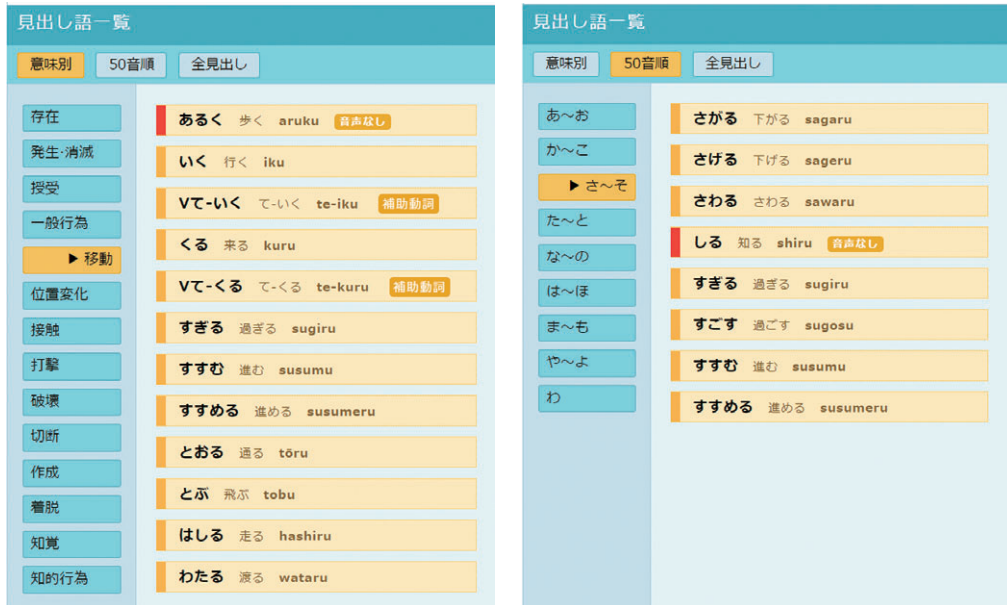 見出し語一覧
意味別 50音順 全見出し
存在
発生·消滅
授受
一般行為
▶ 移動
位置変化
接触
打撃
破壊
切断
作成
着脱
知覚
知的行為
あるく 歩く aruku 音声なし
いく 行く iku
Vて-いく て-いく te-iku 補助動詞
くる 来る kuru
Vて-くる て-くる te-kuru 補助動詞
すぎる 過ぎる sugiru
すすむ 進む susumu
すすめる 進める susumeru
とおる 通る tōru
とぶ 飛ぶ tobu
はしる 走る hashiru
わたる 渡る wataru
見出し語一覧
意味別 50音順 全見出し
あ～お
か～こ
▶ さ～そ
た～と
な～の
は～ほ
ま～も
や～よ
わ
さがる 下がる sagaru
さげる 下げる sageru
さわる さわる sawaru
しる 知る shiru 音声なし
すぎる 過ぎる sugiru
すごす 過ごす sugosu
すすむ 進む susumu
すすめる 進める susumeru